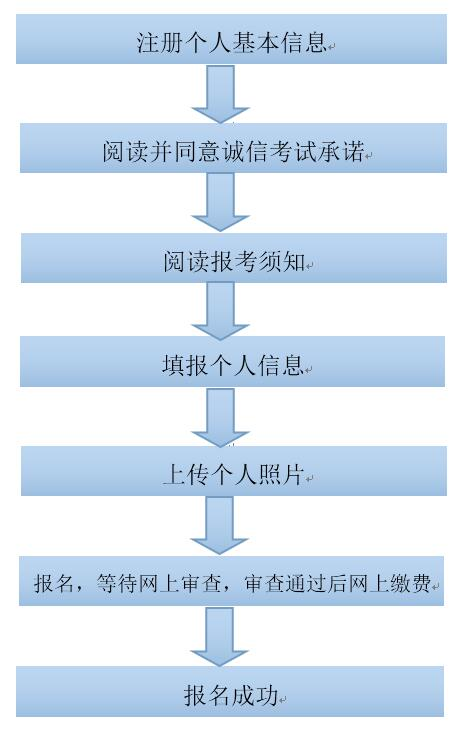 注册个人基本信息
阅读并同意诚信考试承诺
阅读报考须知
填报个人信息
上传个人照片
报名，等待网上审查，审查通过后网上缴费
报名成功